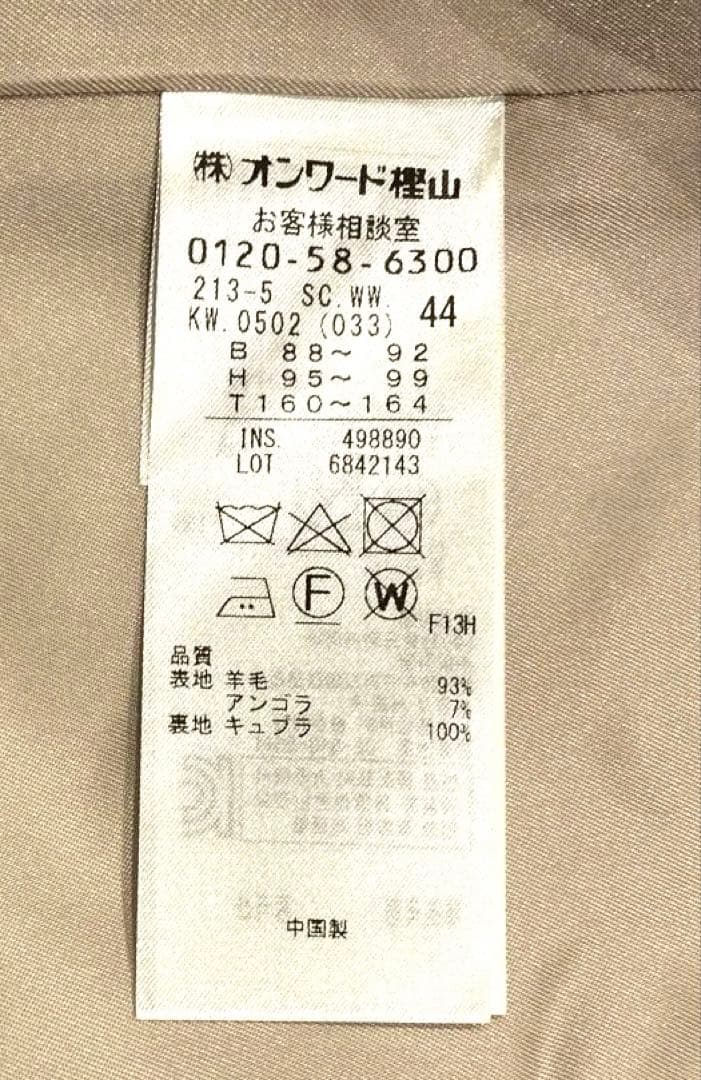 (株)オンワード樫山
お客様相談室
0120-58-6300
213-5 SC.WW.
KW.0502 (033) 44
B 88～ 92
H 95～ 99
T160～164
INS. 498890
LOT 6842143
F
W
F13H
品質
表地 羊毛 93%
アンゴラ 7%
裏地 キュプラ 100%
中国製